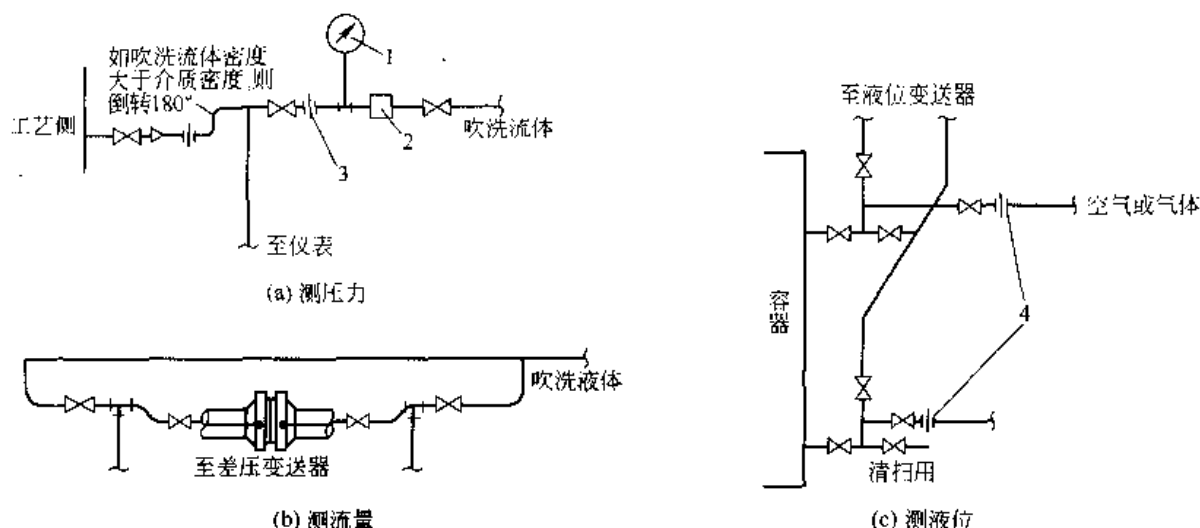 如吹洗流体密度
大于介质密度,则
倒转180°
工艺侧
1
2
3
吹洗流体
至仪表
(a) 测压力
吹洗液体
至差压变送器
(b) 测流量
至液位变送器
空气或气体
容器
4
清扫用
(c) 测液位